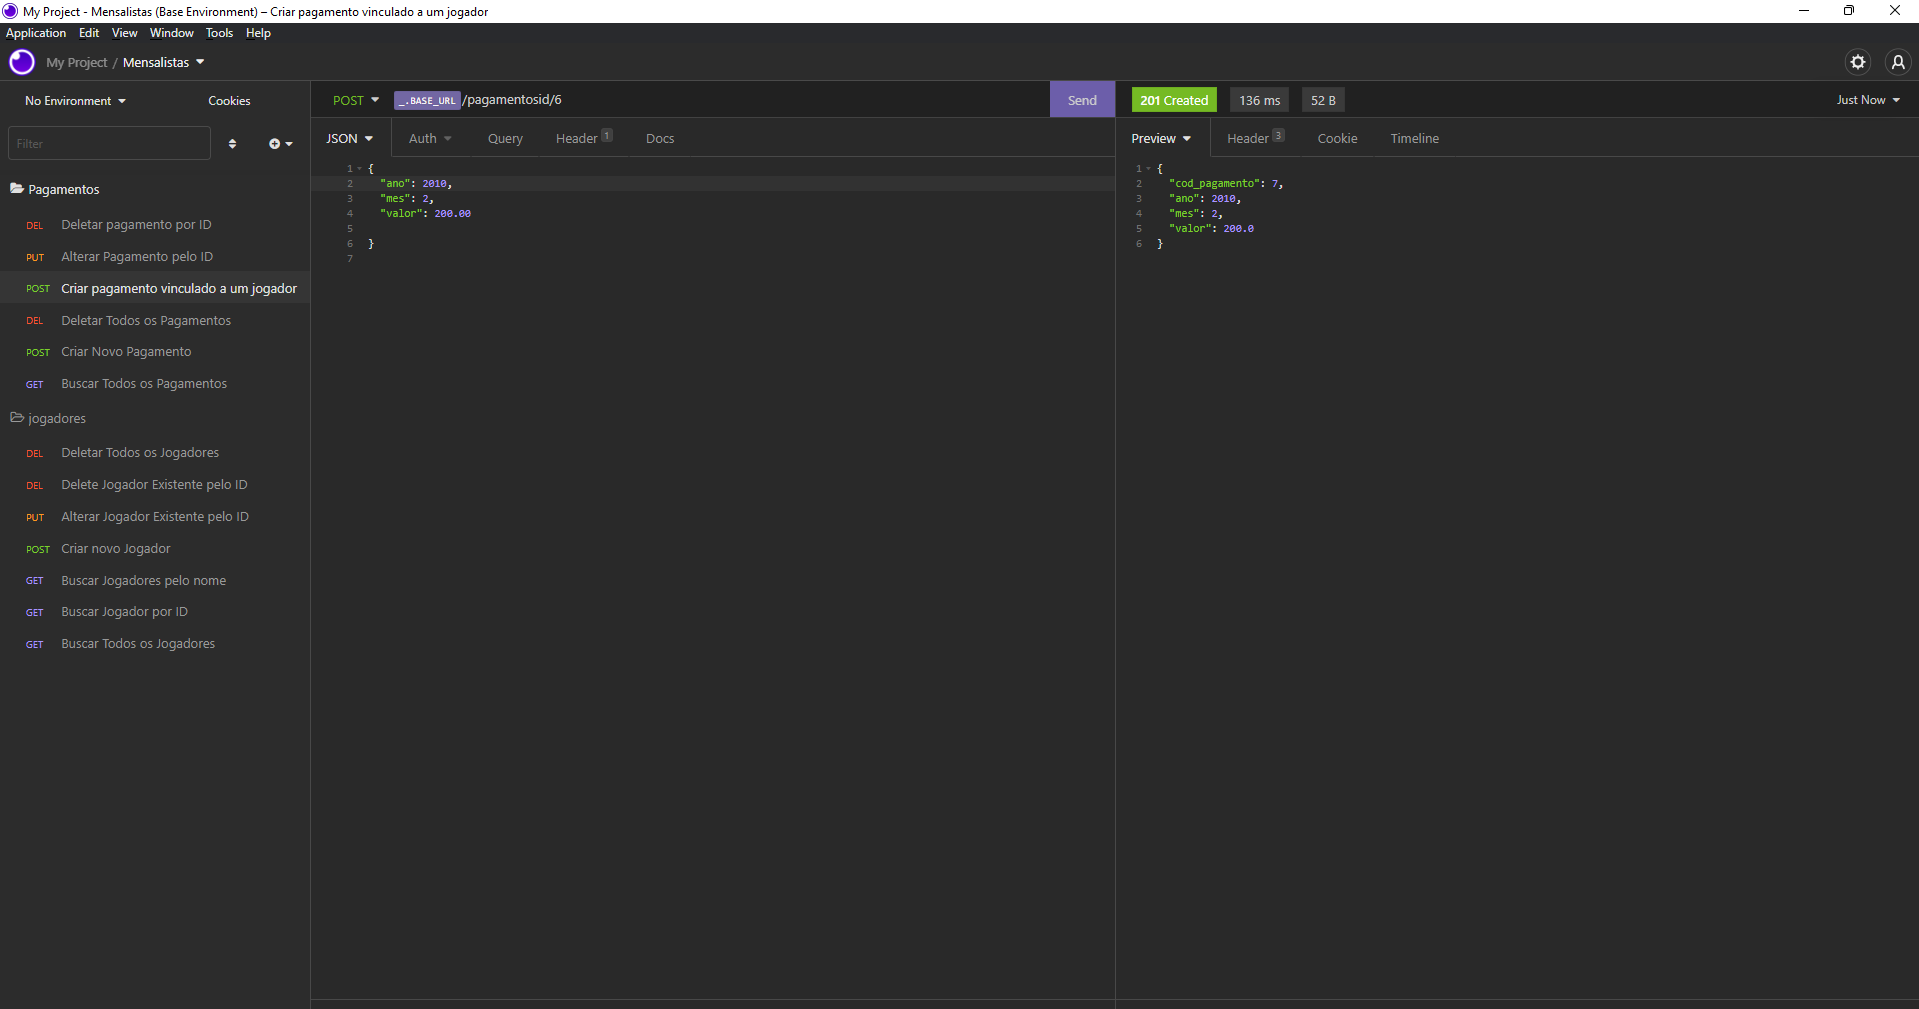 My Project - Mensalistas (Base Environment) – Criar pagamento vinculado a um jogador
Application Edit View Window Tools Help
My Project / Mensalistas
No Environment Cookies
Filter
Pagamentos
DEL Deletar pagamento por ID
PUT Alterar Pagamento pelo ID
POST Criar pagamento vinculado a um jogador
DEL Deletar Todos os Pagamentos
POST Criar Novo Pagamento
GET Buscar Todos os Pagamentos
jogadores
DEL Deletar Todos os Jogadores
DEL Delete Jogador Existente pelo ID
PUT Alterar Jogador Existente pelo ID
POST Criar novo Jogador
GET Buscar Jogadores pelo nome
GET Buscar Jogador por ID
GET Buscar Todos os Jogadores
POST _.BASE_URL /pagamentosid/6 Send
JSON Auth Query Header 1 Docs
1 {
2 "ano": 2010,
3 "mes": 2,
4 "valor": 200.00
5
6 }
7
201 Created 136 ms 52 B Just Now
Preview Header 3 Cookie Timeline
1 {
2 "cod_pagamento": 7,
3 "ano": 2010,
4 "mes": 2,
5 "valor": 200.0
6 }